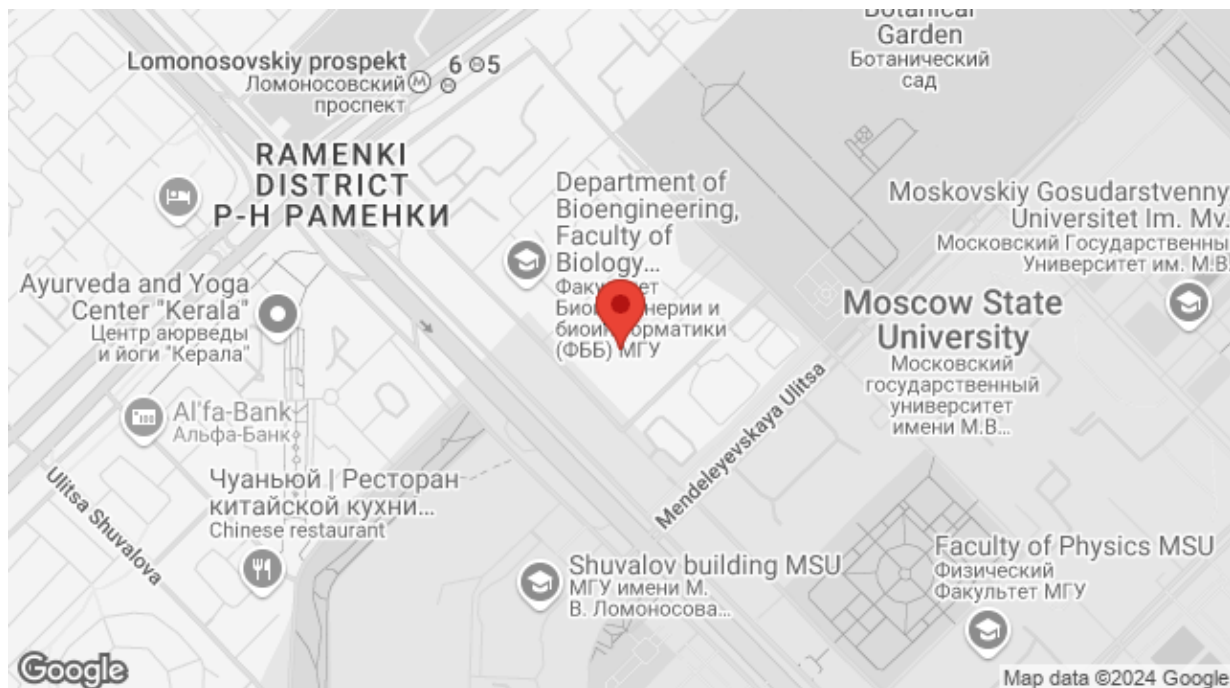 Botanical
Garden
Ботанический
сад
Lomonosovskiy prospekt
Ломоносовский
проспект
6
5
RAMENKI
DISTRICT
Р-Н РАМЕНКИ
Department of
Bioengineering,
Faculty of
Biology...
Факультет
Биоинженерии и
биоинформатики
(ФББ) МГУ
Moskovskiy Gosudarstvenny
Universitet Im. Mv.
Московский Государственны
Университет им. М.В.
Ayurveda and Yoga
Center "Kerala"
Центр аюрведы
и йоги "Керала"
Moscow State
University
Московский
государственный
университет
имени М.В...
Al'fa-Bank
Альфа-Банк
Mendeleyevskaya Ulitsa
Ulitsa Shuvalova
Чуаньюй | Ресторан
китайской кухни...
Chinese restaurant
Shuvalov building MSU
МГУ имени М.
В. Ломоносова...
Faculty of Physics MSU
Физический
Факультет МГУ
Google
Map data ©2024 Google